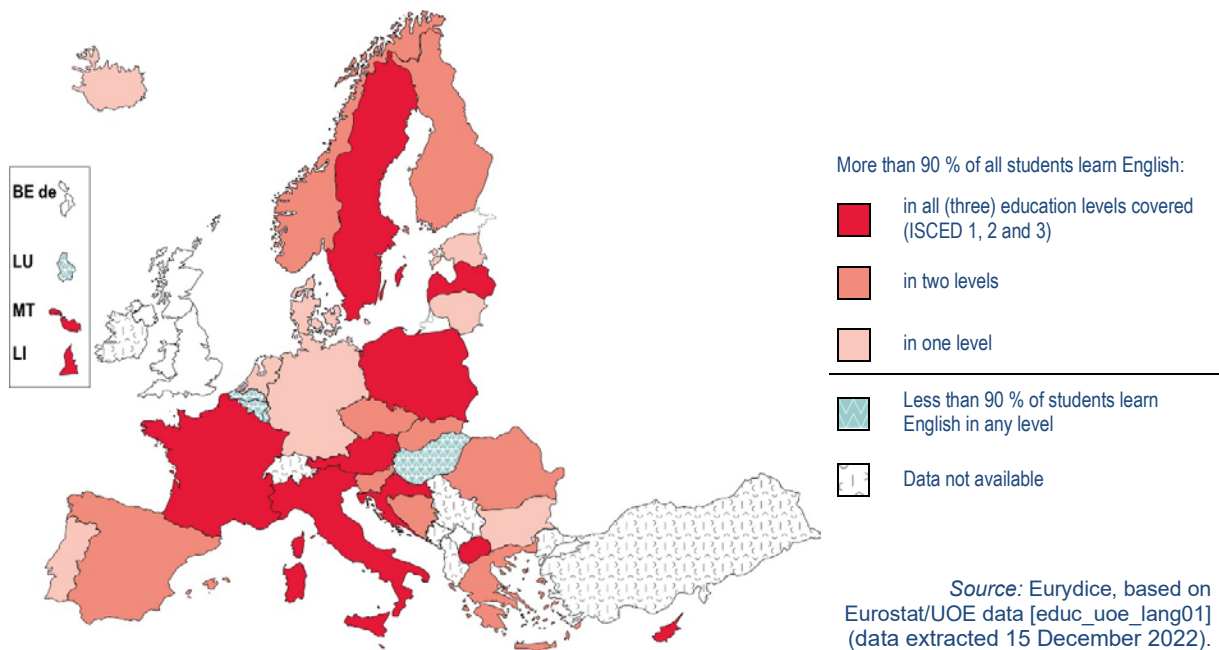 BE de
LU
MT
LI
More than 90 % of all students learn English:
in all (three) education levels covered
(ISCED 1, 2 and 3)
in two levels
in one level
Less than 90 % of students learn
English in any level
Data not available
Source: Eurydice, based on
Eurostat/UOE data [educ_uoe_lang01]
(data extracted 15 December 2022).